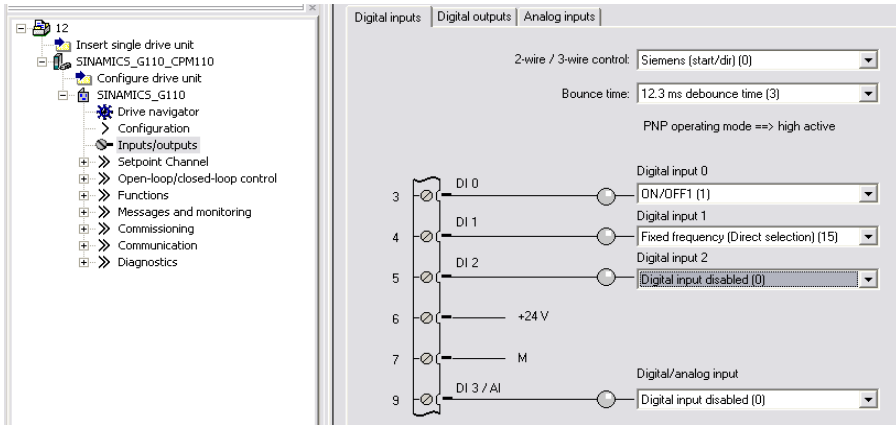 12
Insert single drive unit
SINAMICS_G110_CPM110
Configure drive unit
SINAMICS_G110
Drive navigator
Configuration
Inputs/outputs
Setpoint Channel
Open-loop/closed-loop control
Functions
Messages and monitoring
Commissioning
Communication
Diagnostics
Digital inputs Digital outputs Analog inputs
2-wire / 3-wire control: Siemens (start/dir) (0)
Bounce time: 12.3 ms debounce time (3)
PNP operating mode ==> high active
Digital input 0
3 DI 0 ON/OFF1 (1)
Digital input 1
4 DI 1 Fixed frequency (Direct selection) (15)
Digital input 2
5 DI 2 Digital input disabled (0)
6 +24 V
7 M
Digital/analog input
9 DI 3 / AI Digital input disabled (0)